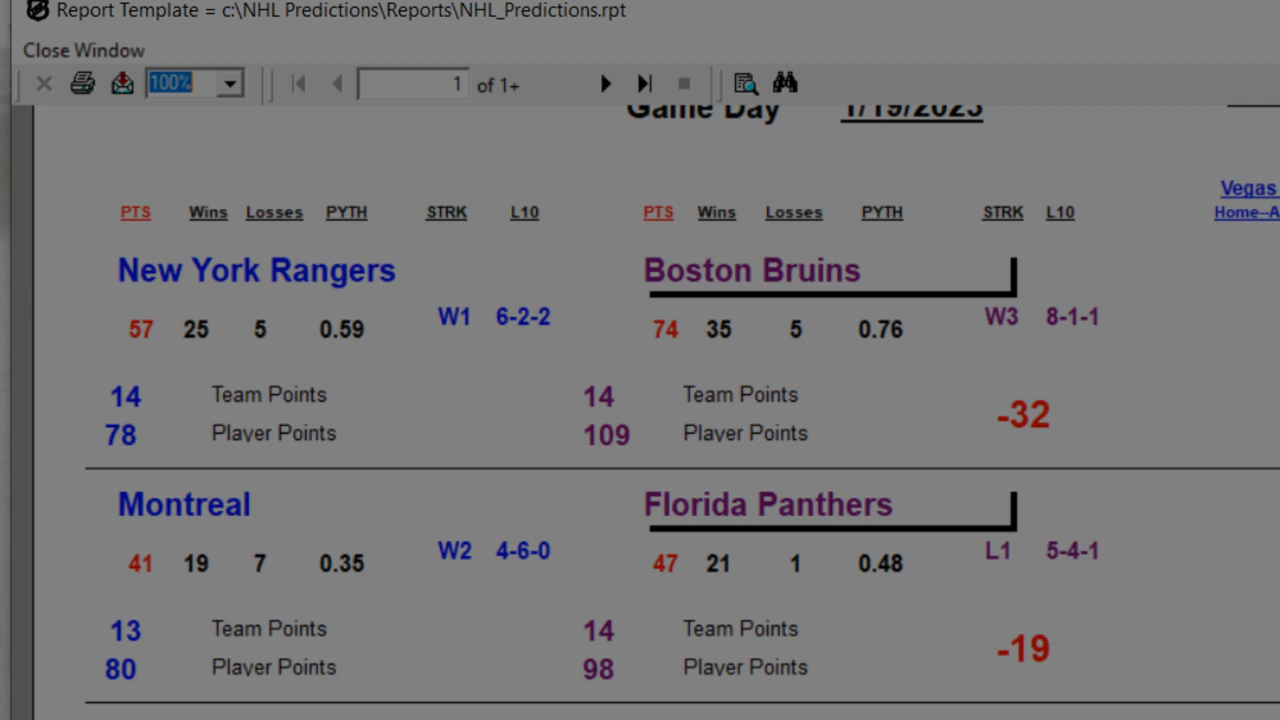 Report Template = c:\NHL Predictions\Reports\NHL_Predictions.rpt
Close Window
100% 1 of 1+
Game Day 1/19/2023
Vegas
PTS Wins Losses PYTH STRK L10 PTS Wins Losses PYTH STRK L10 Home--A
New York Rangers Boston Bruins
57 25 5 0.59 W1 6-2-2 74 35 5 0.76 W3 8-1-1
14 Team Points 14 Team Points
-32
78 Player Points 109 Player Points
Montreal Florida Panthers
41 19 7 0.35 W2 4-6-0 47 21 1 0.48 L1 5-4-1
13 Team Points 14 Team Points
-19
80 Player Points 98 Player Points